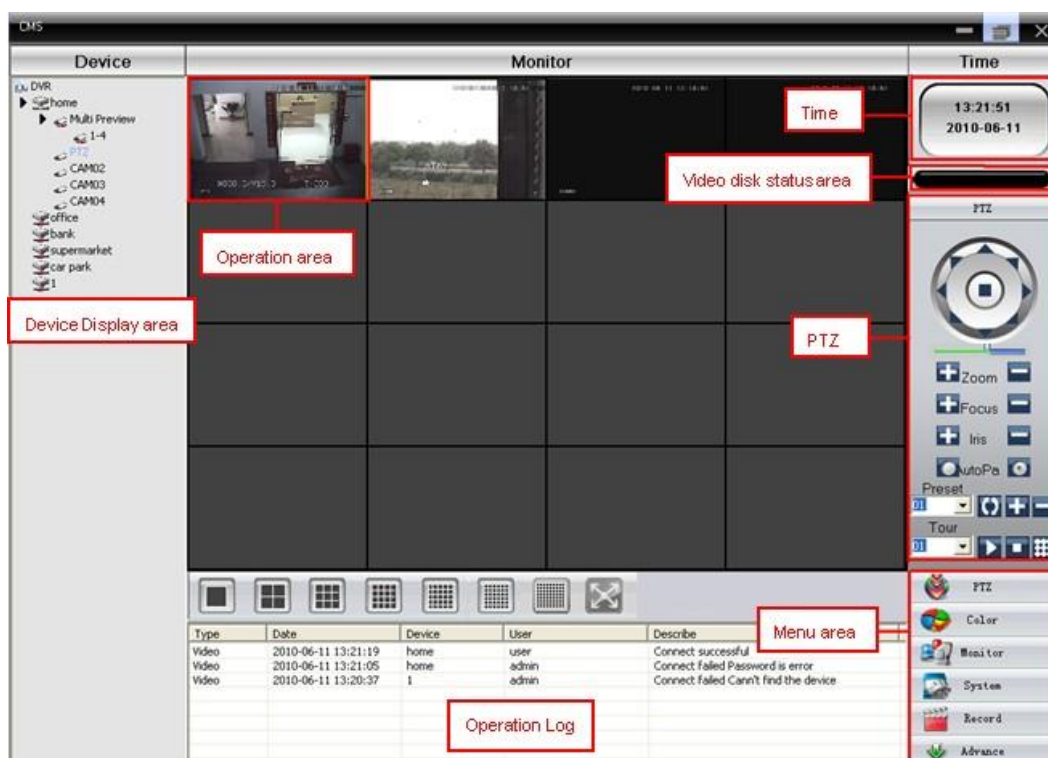 CMS
Device
Monitor
Time
DVR
home
Multi Preview
1-4
PTZ
CAM02
CAM03
CAM04
office
bank
supermarket
car park
1
Device Display area
Operation area
Time
13:21:51
2010-06-11
Video disk status area
PTZ
PTZ
Zoom
Focus
Iris
AutoPa
Preset
01
Tour
01
Type Date Device User Describe
Video 2010-06-11 13:21:19 home user Connect successful
Video 2010-06-11 13:21:05 home admin Connect failed Password is error
Video 2010-06-11 13:20:37 1 admin Connect failed Cann't find the device
Operation Log
Menu area
PTZ
Color
Monitor
System
Record
Advance